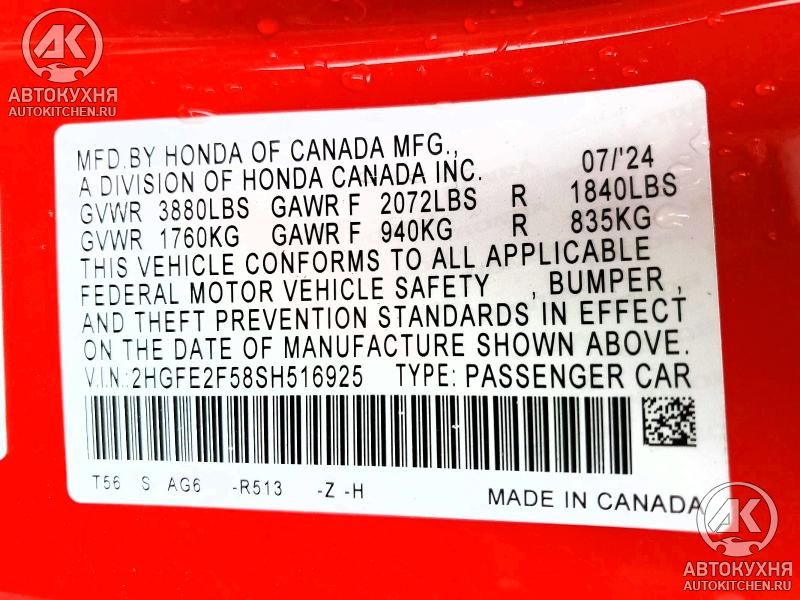 AK
АВТОКУХНЯ
AUTOKITCHEN.RU
MFD.BY HONDA OF CANADA MFG., 07/'24
A DIVISION OF HONDA CANADA INC.
GVWR 3880LBS GAWR F 2072LBS R 1840LBS
GVWR 1760KG GAWR F 940KG R 835KG
THIS VEHICLE CONFORMS TO ALL APPLICABLE
FEDERAL MOTOR VEHICLE SAFETY , BUMPER ,
AND THEFT PREVENTION STANDARDS IN EFFECT
ON THE DATE OF MANUFACTURE SHOWN ABOVE.
V.I.N.:2HGFE2F58SH516925 TYPE: PASSENGER CAR
T56 S AG6 -R513 -Z -H
MADE IN CANADA
AK
АВТОКУХНЯ
AUTOKITCHEN.RU